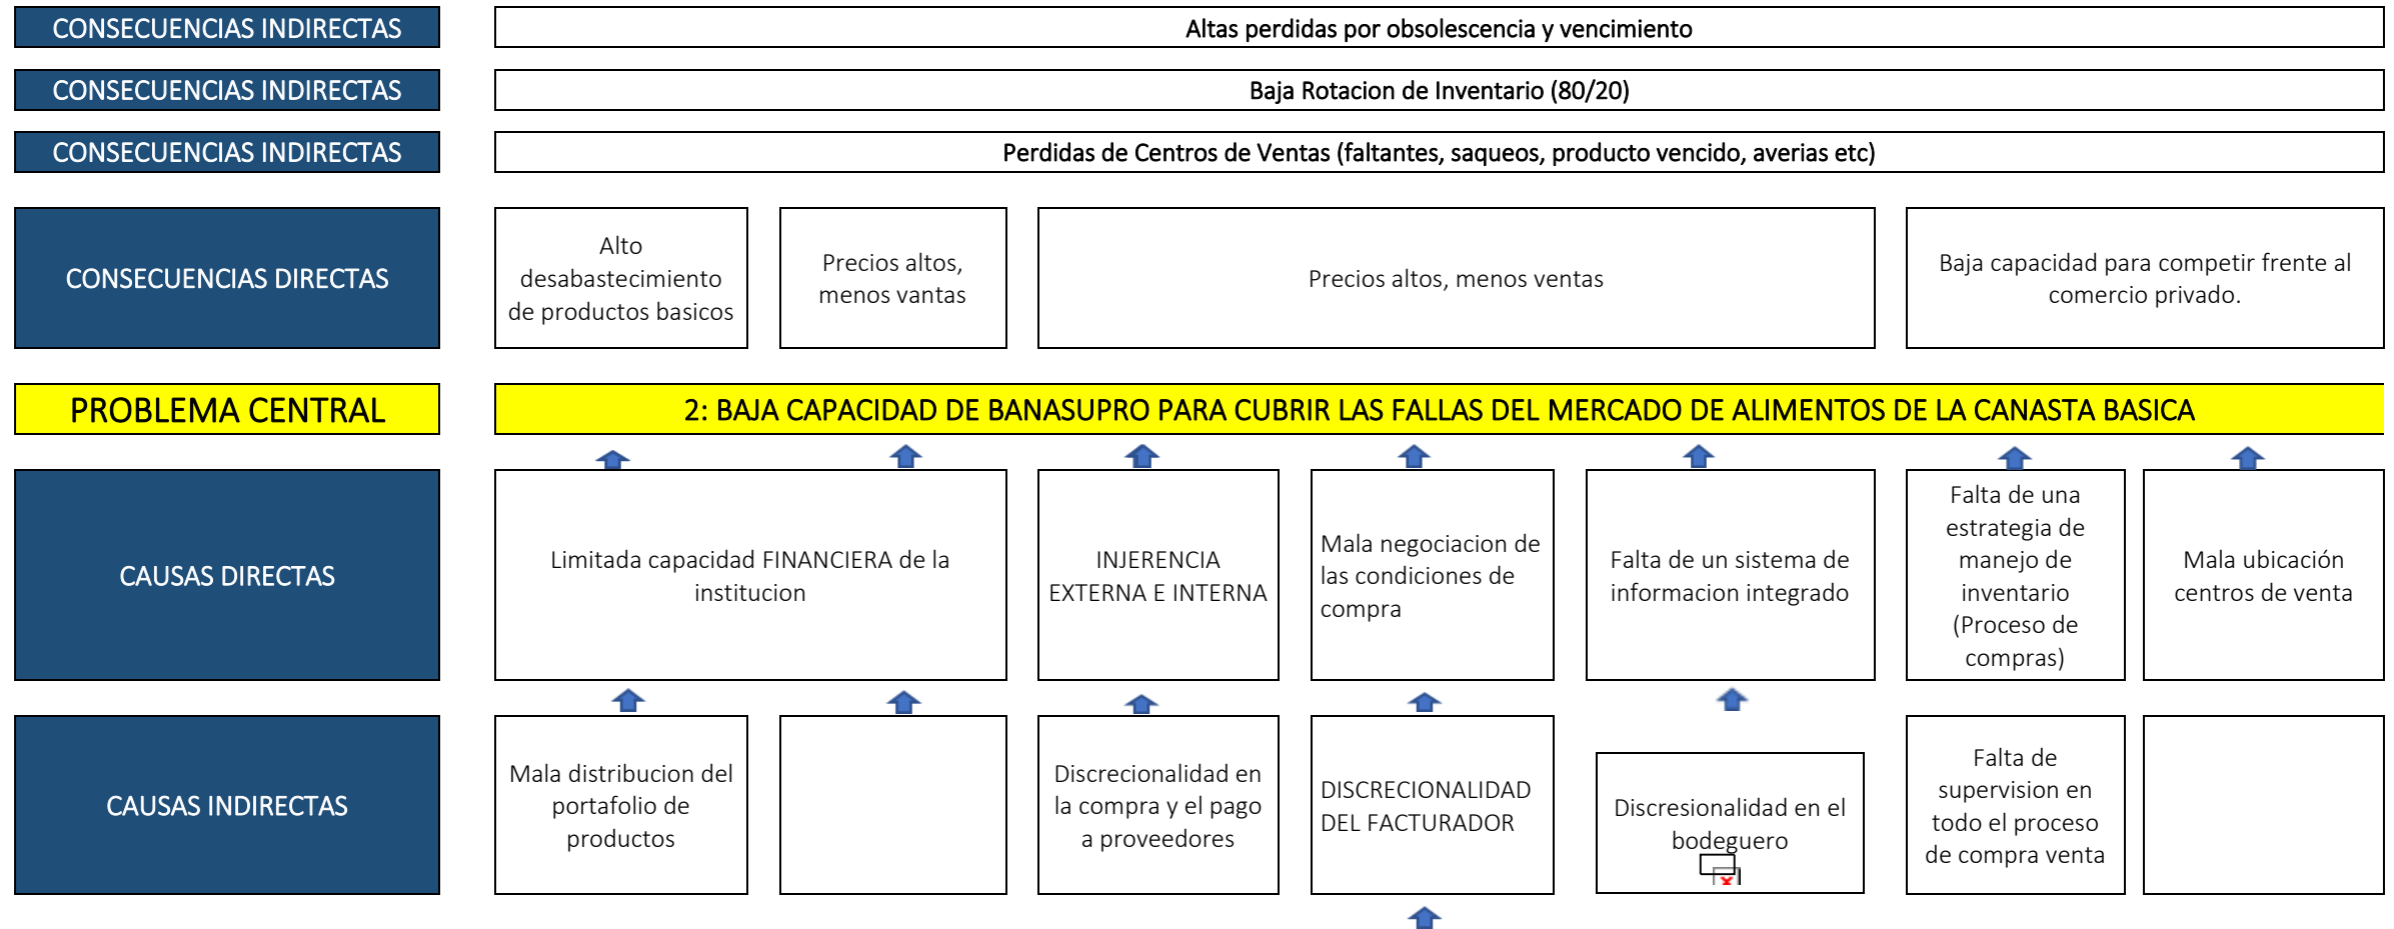 CONSECUENCIAS INDIRECTAS
Altas perdidas por obsolescencia y vencimiento
CONSECUENCIAS INDIRECTAS
Baja Rotacion de Inventario (80/20)
CONSECUENCIAS INDIRECTAS
Perdidas de Centros de Ventas (faltantes, saqueos, producto vencido, averias etc)
CONSECUENCIAS DIRECTAS
Alto
desabastecimiento
de productos basicos
Precios altos,
menos vantas
Precios altos, menos ventas
Baja capacidad para competir frente al
comercio privado.
PROBLEMA CENTRAL
2: BAJA CAPACIDAD DE BANASUPRO PARA CUBRIR LAS FALLAS DEL MERCADO DE ALIMENTOS DE LA CANASTA BASICA
CAUSAS DIRECTAS
Limitada capacidad FINANCIERA de la
institucion
INJERENCIA
EXTERNA E INTERNA
Mala negociacion de
las condiciones de
compra
Falta de un sistema de
informacion integrado
Falta de una
estrategia de
manejo de
inventario
(Proceso de
compras)
Mala ubicación
centros de venta
CAUSAS INDIRECTAS
Mala distribucion del
portafolio de
productos
Discrecionalidad en
la compra y el pago
a proveedores
DISCRECIONALIDAD
DEL FACTURADOR
Discresionalidad en el
bodeguero
Falta de
supervision en
todo el proceso
de compra venta